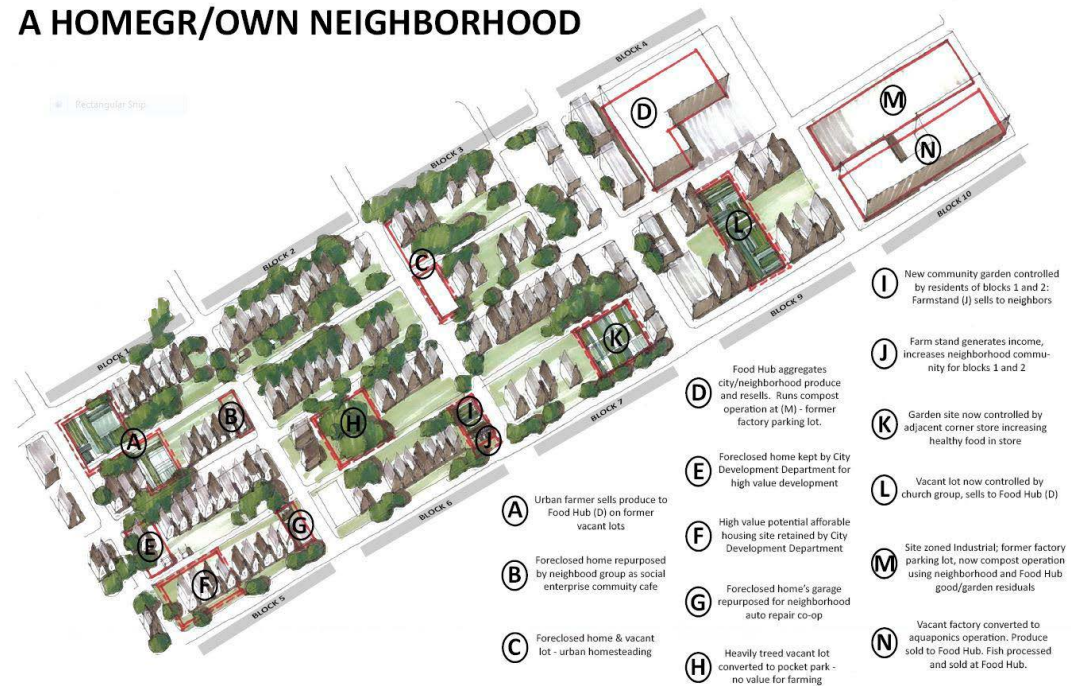 A HOMEGR/OWN NEIGHBORHOOD
Rectangular Snip
BLOCK 4
BLOCK 3
BLOCK 2
BLOCK 1
BLOCK 10
BLOCK 9
BLOCK 7
BLOCK 6
BLOCK 5
D
M
N
L
C
K
B
A
H
I
J
G
E
F
A
Urban farmer sells produce to
Food Hub (D) on former
vacant lots
B
Foreclosed home repurposed
by neighbood group as social
enterprise commuity cafe
C
Foreclosed home & vacant
lot - urban homesteading
D
Food Hub aggregates
city/neighborhood produce
and resells. Runs compost
operation at (M) - former
factory parking lot.
E
Foreclosed home kept by City
Development Department for
high value development
F
High value potential afforable
housing site retained by City
Development Department
G
Foreclosed home's garage
repurposed for neighborhood
auto repair co-op
H
Heavily treed vacant lot
converted to pocket park -
no value for farming
I
New community garden controlled
by residents of blocks 1 and 2:
Farmstand (J) sells to neighbors
J
Farm stand generates income,
increases neighborhood commu-
nity for blocks 1 and 2
K
Garden site now controlled by
adjacent corner store increasing
healthy food in store
L
Vacant lot now controlled by
church group, sells to Food Hub (D)
M
Site zoned Industrial; former factory
parking lot, now compost operation
using neighborhood and Food Hub
good/garden residuals
N
Vacant factory converted to
aquaponics operation. Produce
sold to Food Hub. Fish processed
and sold at Food Hub.